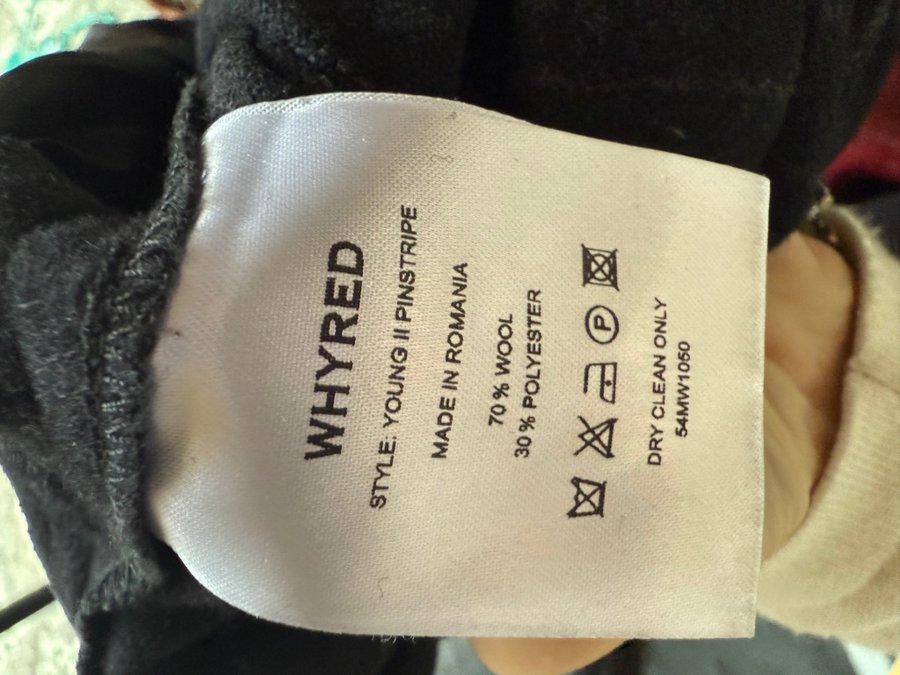 WHYRED
STYLE. YOUNG II PINSTRIPE
MADE IN ROMANIA
70 % WOOL
30 % POLYESTER
P
DRY CLEAN ONLY
54MW1050